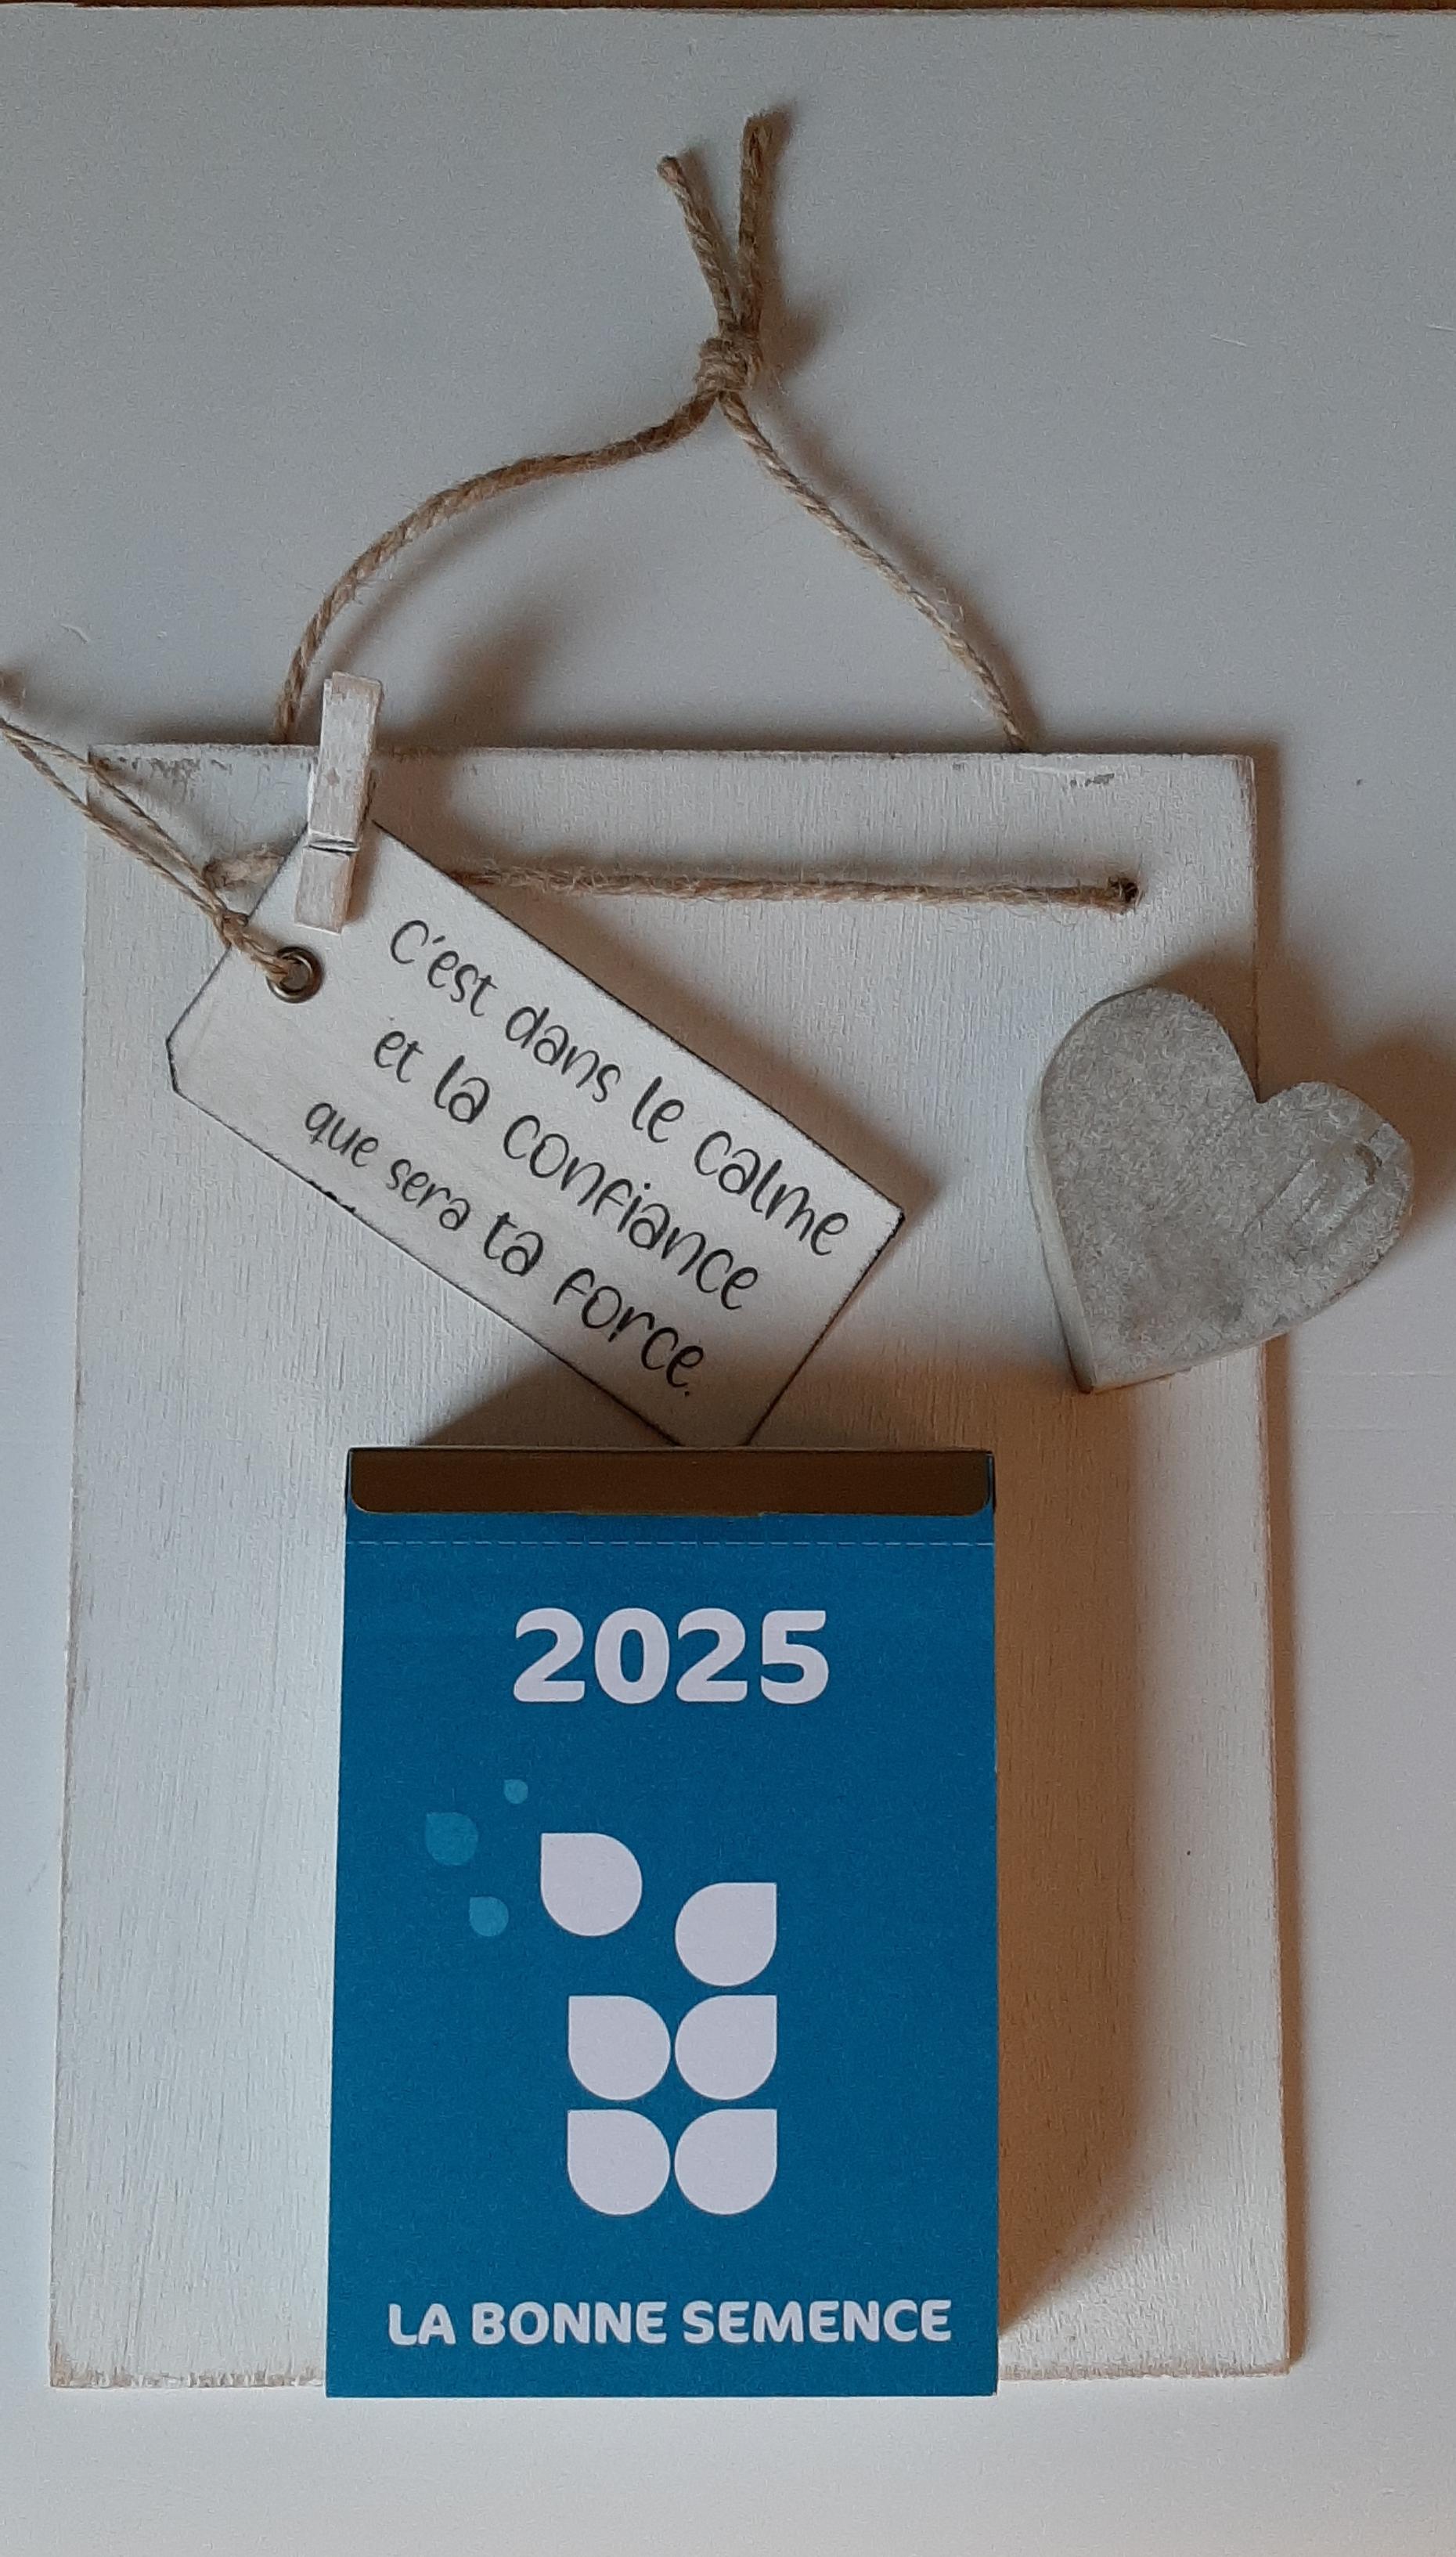 C'est dans le calme
et la confiance
que sera ta force.
2025
LA BONNE SEMENCE